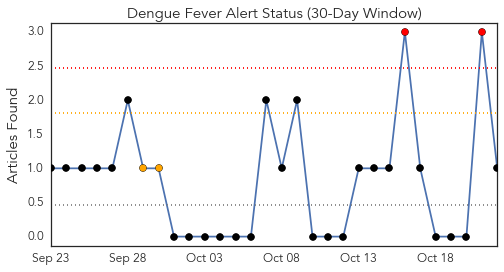 Dengue Fever Alert Status (30-Day Window)
Articles Found
3.0
2.5
2.0
1.5
1.0
0.5
0.0
Sep 23 Sep 28 Oct 03 Oct 08 Oct 13 Oct 18